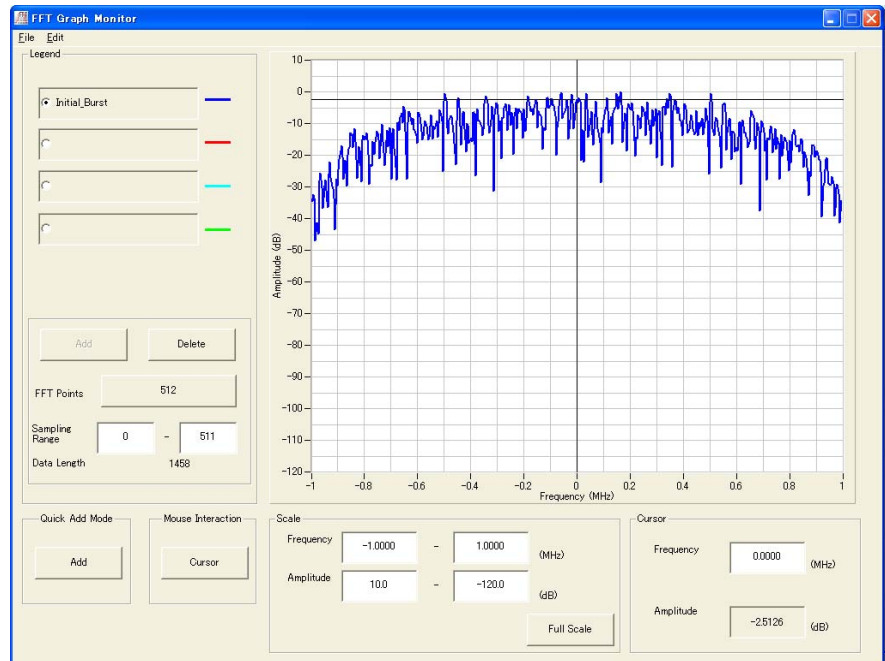 FFT Graph Monitor
File Edit
Legend
Initial_Burst
Add Delete
FFT Points 512
Sampling Range 0 - 511
Data Length 1458
10
0
-10
-20
-30
-40
-50
-60
-70
-80
-90
-100
-110
-120
Amplitude (dB)
-1 -0.8 -0.6 -0.4 -0.2 0 0.2 0.4 0.6 0.8 1
Frequency (MHz)
Quick Add Mode
Add
Mouse Interaction
Cursor
Scale
Frequency -1.0000 - 1.0000 (MHz)
Amplitude 10.0 - -120.0 (dB)
Full Scale
Cursor
Frequency 0.0000 (MHz)
Amplitude -2.5126 (dB)